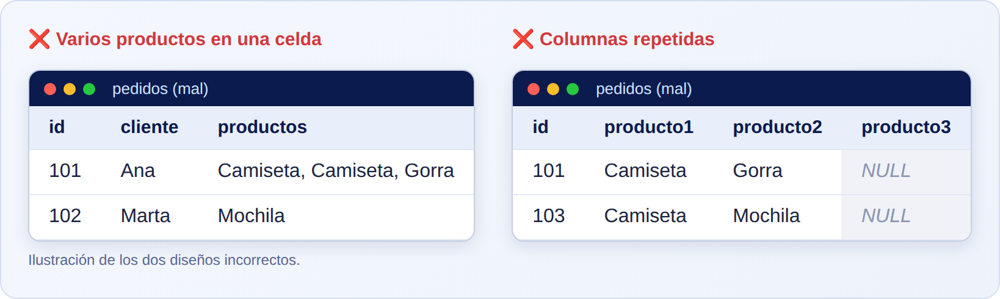 ❌ Varios productos en una celda
pedidos (mal)
id cliente productos
101 Ana Camiseta, Camiseta, Gorra
102 Marta Mochila
Ilustración de los dos diseños incorrectos.
❌ Columnas repetidas
pedidos (mal)
id producto1 producto2 producto3
101 Camiseta Gorra NULL
103 Camiseta Mochila NULL